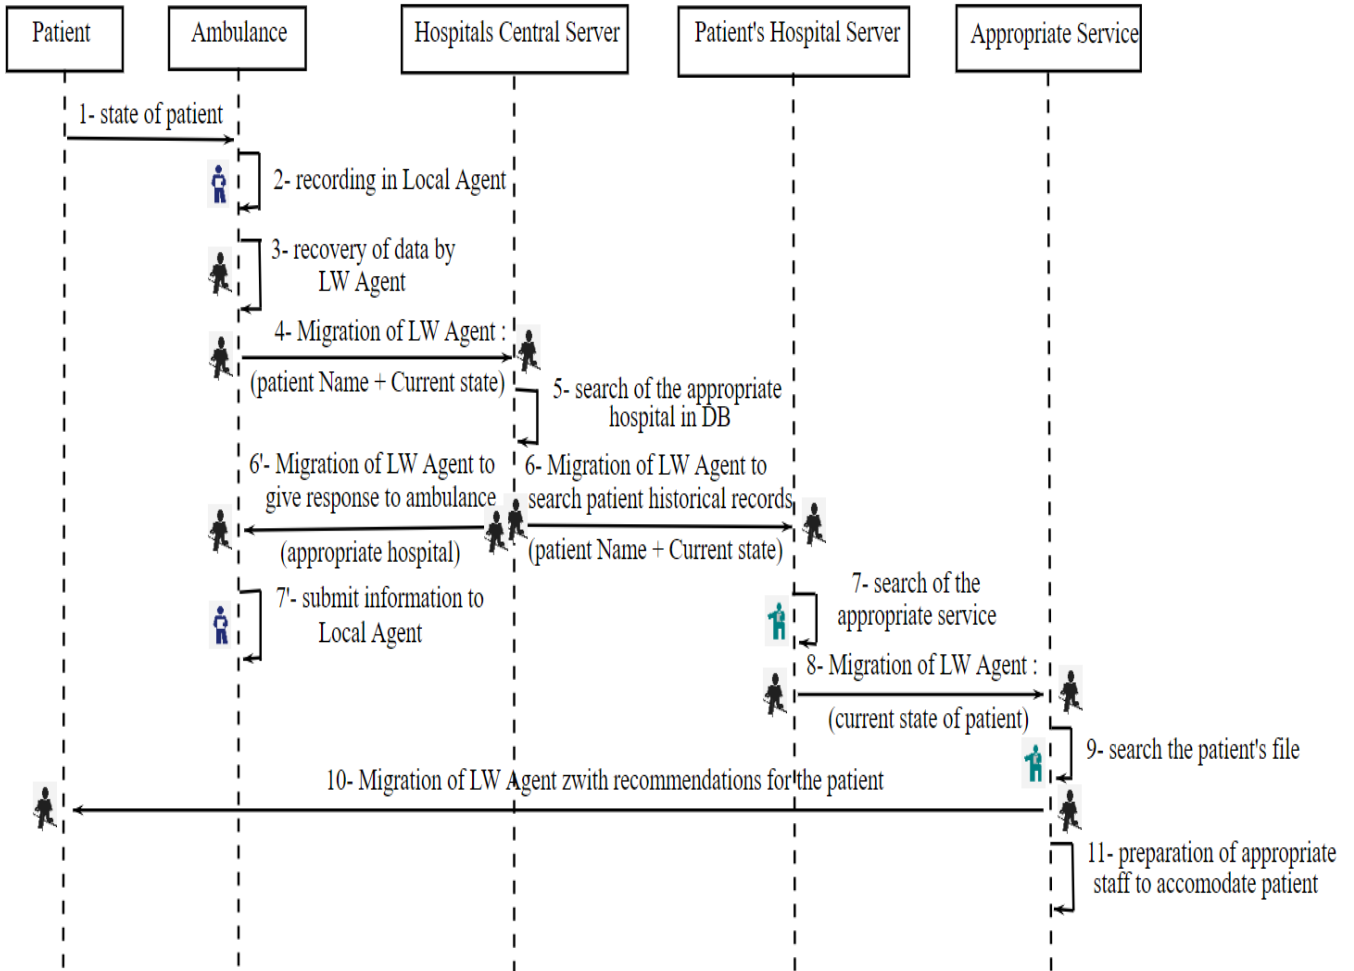 Patient
Ambulance
Hospitals Central Server
Patient's Hospital Server
Appropriate Service
1- state of patient
2- recording in Local Agent
3- recovery of data by
LW Agent
4- Migration of LW Agent :
(patient Name + Current state)
5- search of the appropriate
hospital in DB
6'- Migration of LW Agent to
give response to ambulance
(appropriate hospital)
6- Migration of LW Agent to
search patient historical records
(patient Name + Current state)
7'- submit information to
Local Agent
7- search of the
appropriate service
8- Migration of LW Agent :
(current state of patient)
9- search the patient's file
10- Migration of LW Agent zwith recommendations for the patient
11- preparation of appropriate
staff to accomodate patient